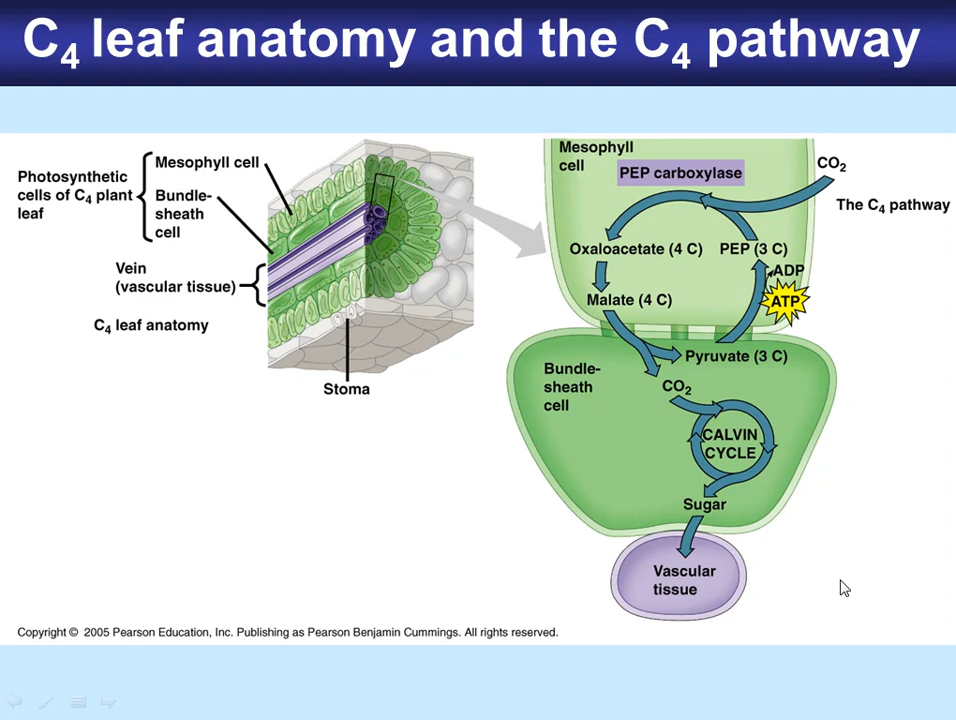 C4 leaf anatomy and the C4 pathway
Photosynthetic
cells of C4 plant
leaf
Mesophyll cell
Bundle-
sheath
cell
Vein
(vascular tissue)
C4 leaf anatomy
Stoma
Mesophyll
cell
PEP carboxylase
CO2
The C4 pathway
Oxaloacetate (4 C)
PEP (3 C)
ADP
Malate (4 C)
ATP
Pyruvate (3 C)
Bundle-
sheath
cell
CO2
CALVIN
CYCLE
Sugar
Vascular
tissue
Copyright © 2005 Pearson Education, Inc. Publishing as Pearson Benjamin Cummings. All rights reserved.